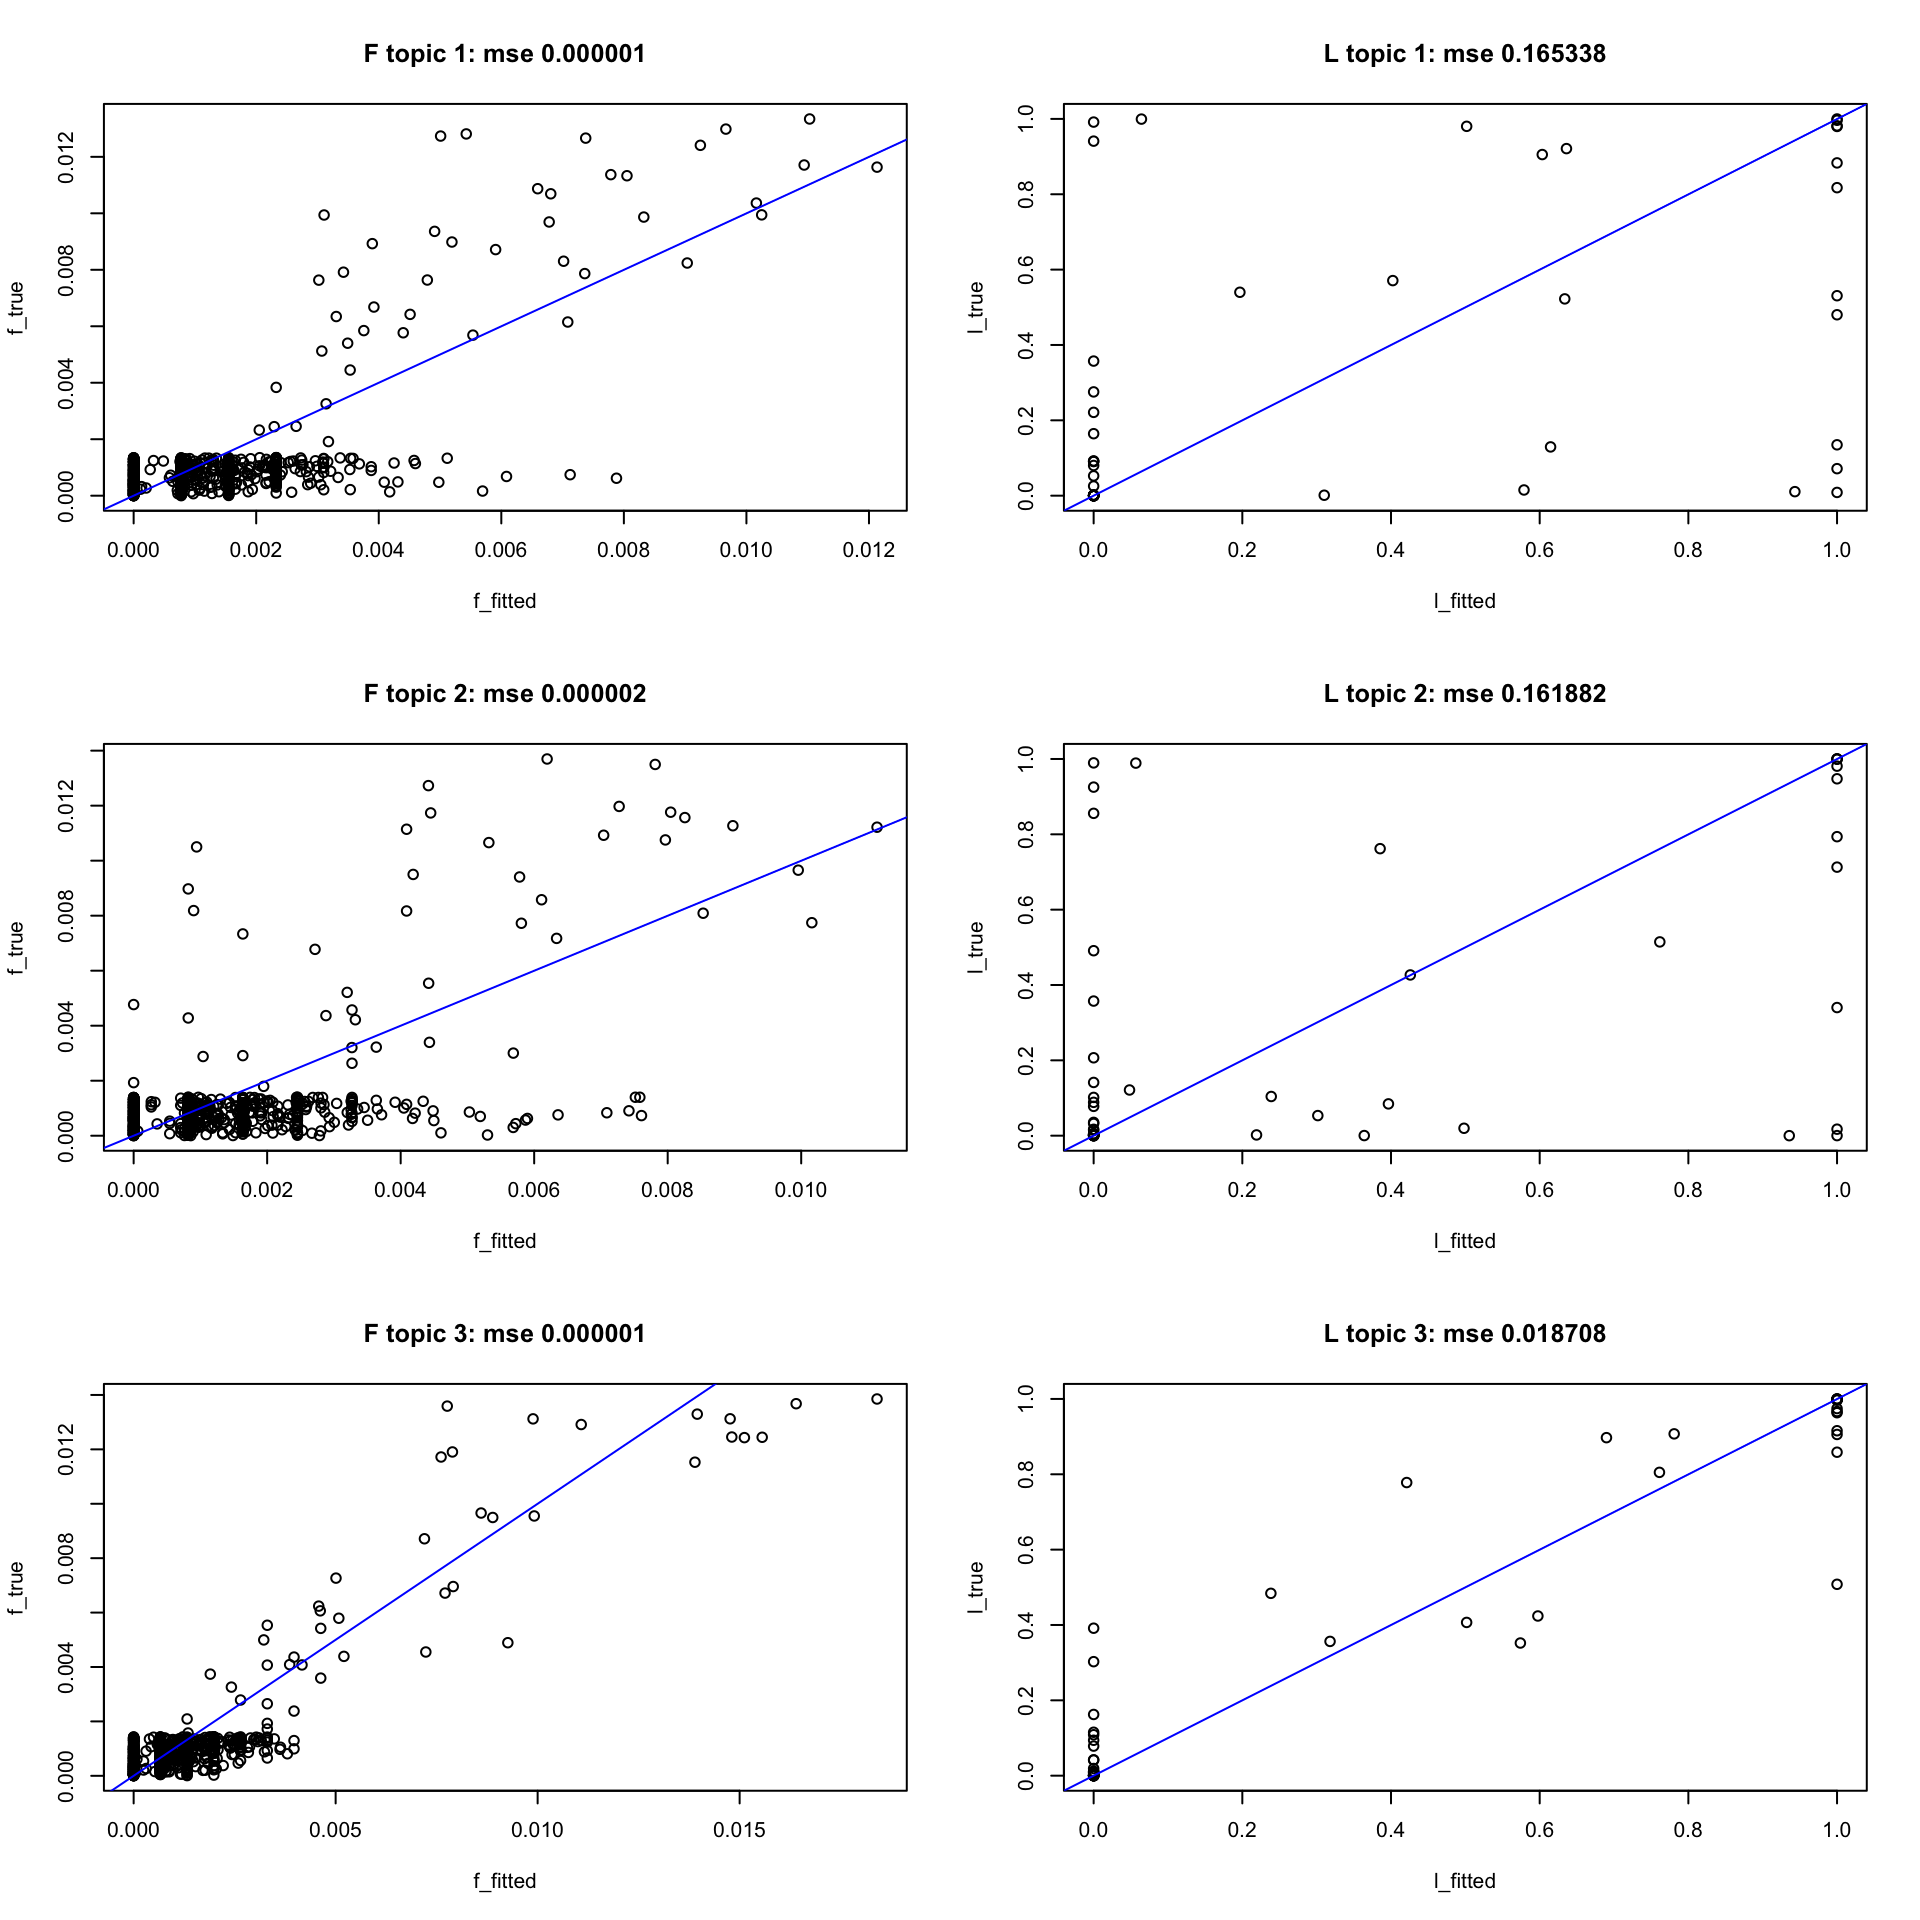 F topic 1: mse 0.000001
f_true
0.000 0.004 0.008 0.012
0.000 0.002 0.004 0.006 0.008 0.010 0.012
f_fitted
L topic 1: mse 0.165338
l_true
0.0 0.2 0.4 0.6 0.8 1.0
0.0 0.2 0.4 0.6 0.8 1.0
l_fitted
F topic 2: mse 0.000002
f_true
0.000 0.004 0.008 0.012
0.000 0.002 0.004 0.006 0.008 0.010
f_fitted
L topic 2: mse 0.161882
l_true
0.0 0.2 0.4 0.6 0.8 1.0
0.0 0.2 0.4 0.6 0.8 1.0
l_fitted
F topic 3: mse 0.000001
f_true
0.000 0.004 0.008 0.012
0.000 0.005 0.010 0.015
f_fitted
L topic 3: mse 0.018708
l_true
0.0 0.2 0.4 0.6 0.8 1.0
0.0 0.2 0.4 0.6 0.8 1.0
l_fitted